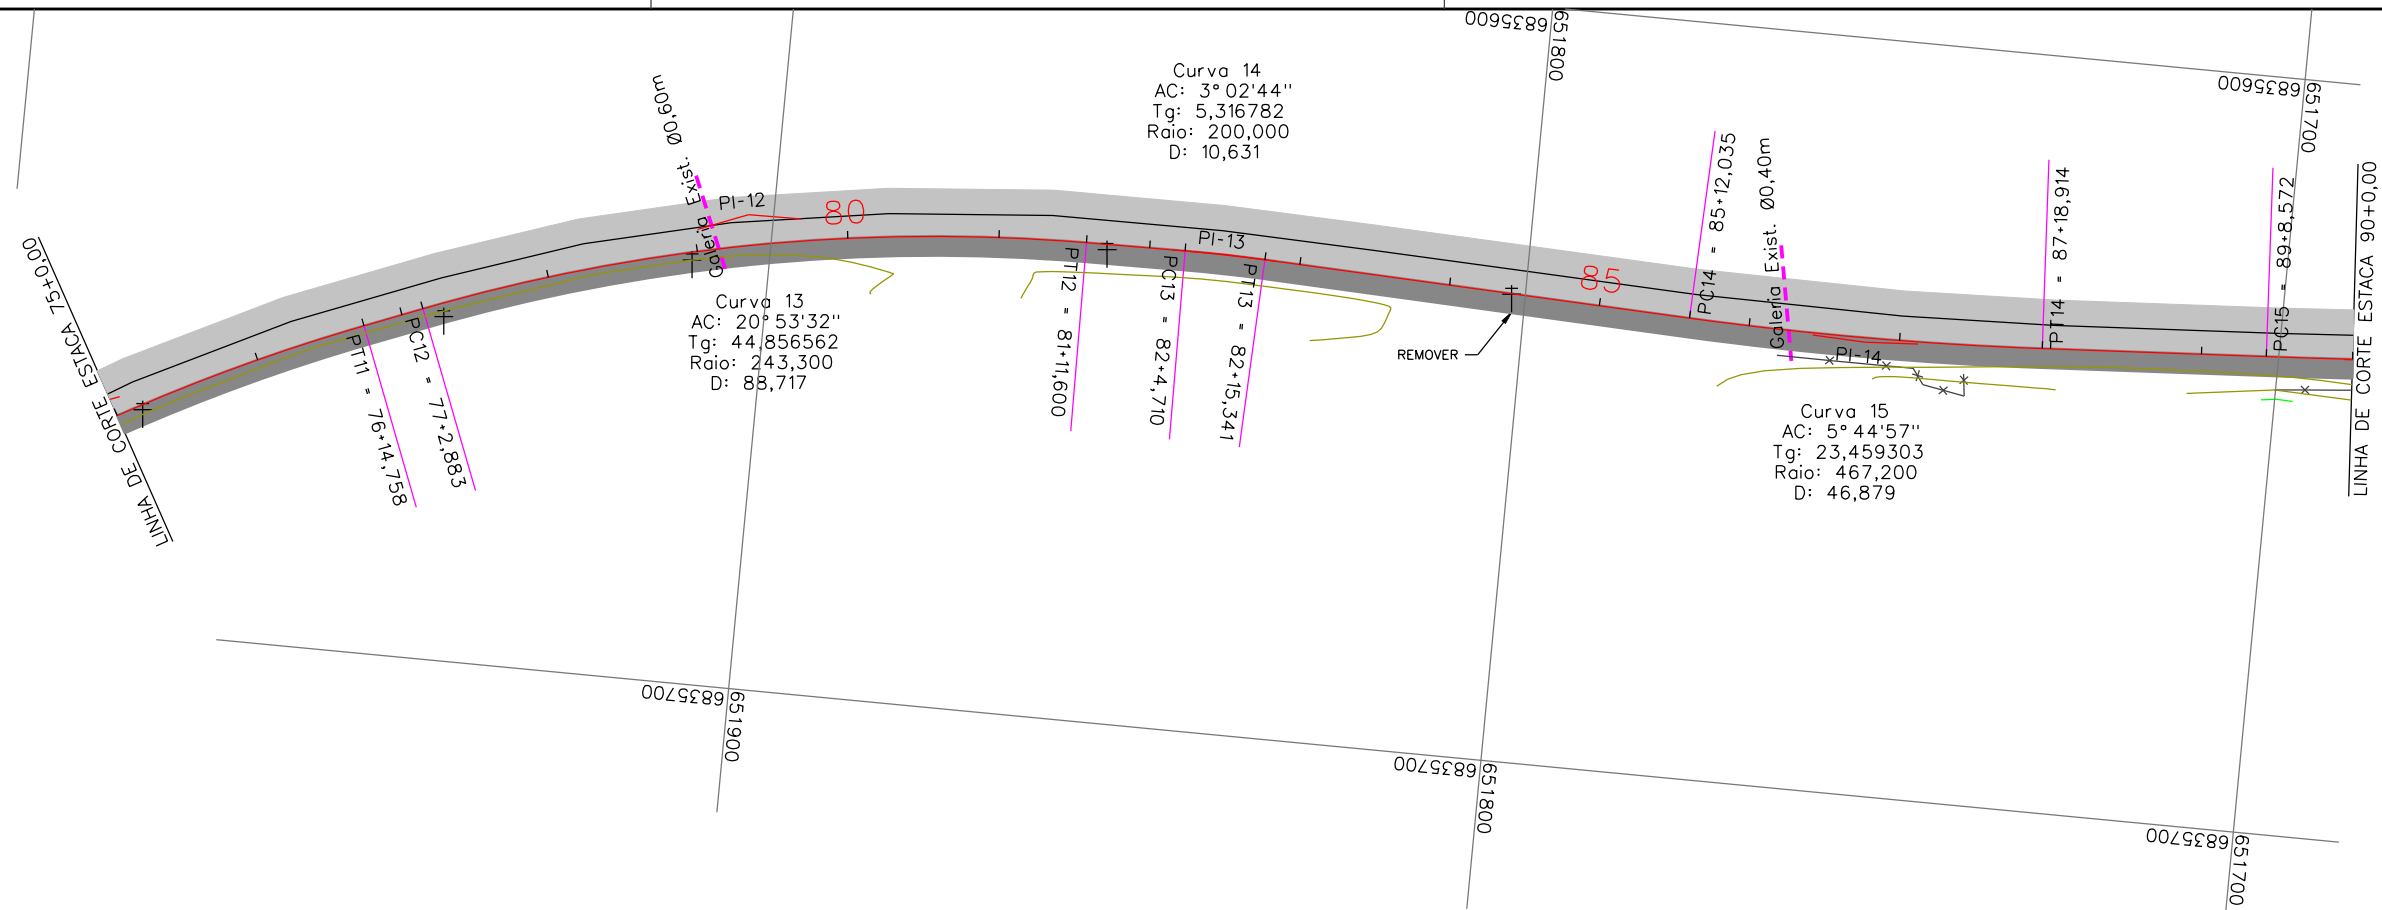 6835600
651800
6835600
651700
Curva 14
AC: 3°02'44"
Tg: 5,316782
Raio: 200,000
D: 10,631
Galeria Exist. Ø0,60m
PI-12
80
PI-13
85
PC14 = 85+12,035
Galeria Exist. Ø0,40m
PT14 = 87+18,914
PC15 = 89+8,572
LINHA DE CORTE ESTACA 90+0,00
LINHA DE CORTE ESTACA 75+0,00
PT11 = 76+14,758
PC12 = 77+2,883
Curva 13
AC: 20°53'32"
Tg: 44,856562
Raio: 243,300
D: 88,717
PT12 = 81+11,600
PC13 = 82+4,710
PT13 = 82+15,341
REMOVER
PI-14
Curva 15
AC: 5°44'57"
Tg: 23,459303
Raio: 467,200
D: 46,879
6835700
651900
6835700
651800
6835700
651700